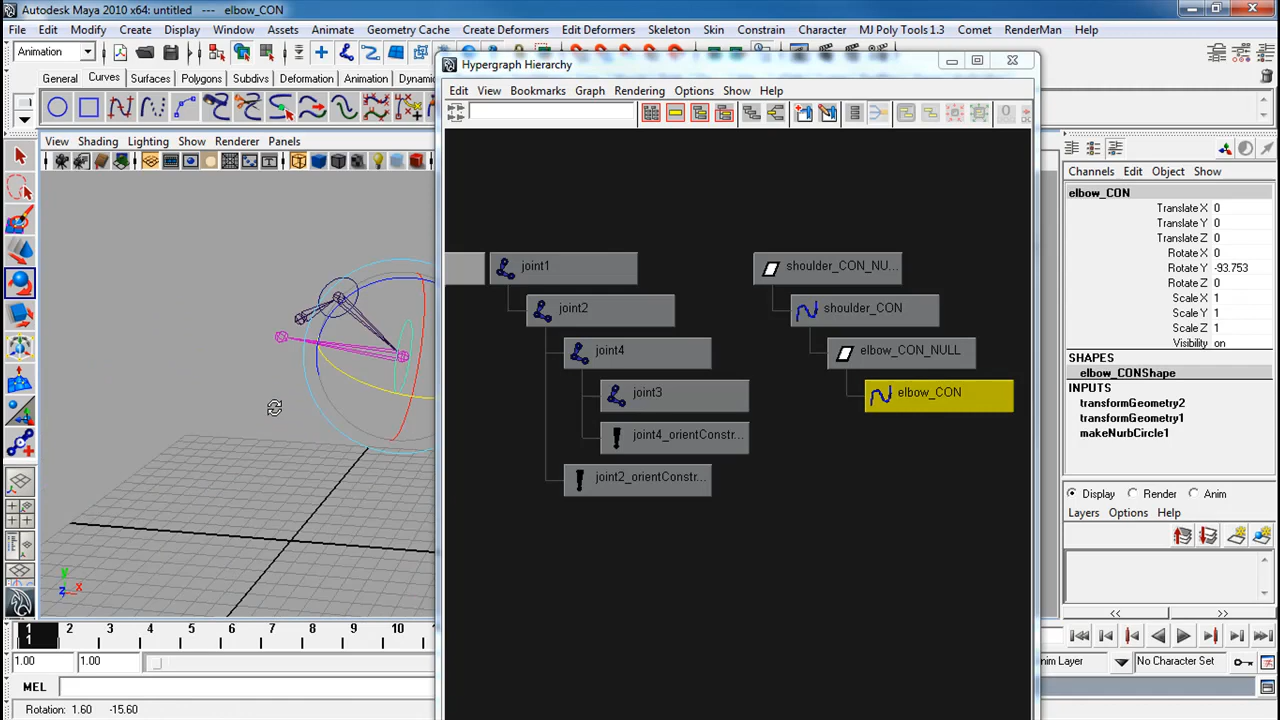 Autodesk Maya 2010 x64: untitled --- elbow_CON
File Edit Modify Create Display Window Assets Animate Geometry Cache Create Deformers Edit Deformers Skeleton Skin Constrain Character MJ Poly Tools 1.3 Comet RenderMan Help
Animation
Hypergraph Hierarchy
General Curves Surfaces Polygons Subdivs Deformation Animation
Edit View Bookmarks Graph Rendering Options Show Help
View Shading Lighting Show Renderer Panels
Channels Edit Object Show
elbow_CON
Translate X 0
Translate Y 0
Translate Z 0
Rotate X 0
Rotate Y -93.753
Rotate Z 0
Scale X 1
Scale Y 1
Scale Z 1
Visibility on
SHAPES
elbow_CONShape
INPUTS
transformGeometry2
transformGeometry1
makeNurbCircle1
joint1
shoulder_CON_NU...
joint2
shoulder_CON
joint4
elbow_CON_NULL
joint3
elbow_CON
joint4_orientConstr...
joint2_orientConstr...
Display Render Anim
Layers Options Help
y
z x
1 2 3 4 5 6 7 8 9 10
1
1.00 1.00
nim Layer No Character Set
MEL
Rotation: 1.60 -15.60